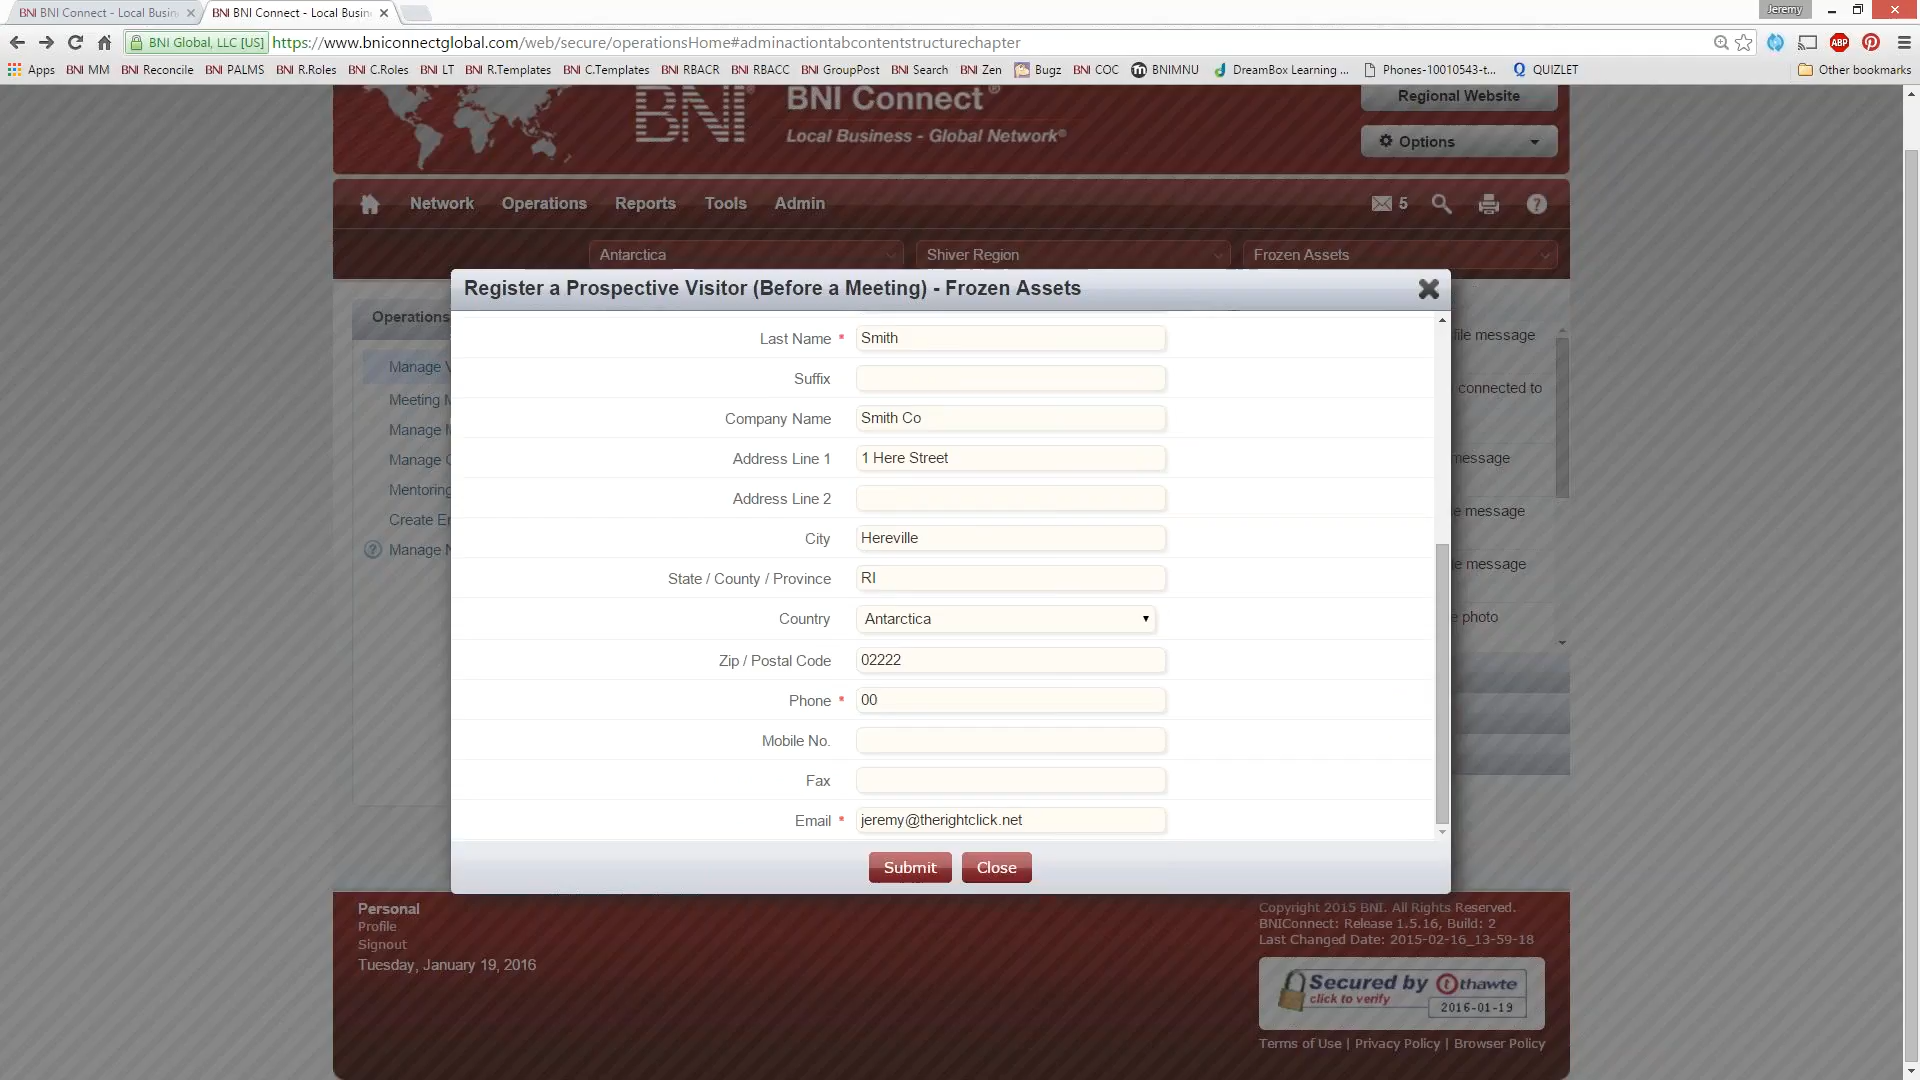 BNI BNI Connect - Local Busin
BNI BNI Connect - Local Busin
Jeremy
BNI Global, LLC [US] https://www.bniconnectglobal.com/web/secure/operationsHome#adminactiontabcontentstructurechapter
ABP
Apps BNI MM BNI Reconcile BNI PALMS BNI R.Roles BNI C.Roles BNI LT BNI R.Templates BNI C.Templates BNI RBACR BNI RBACC BNI GroupPost BNI Search BNI Zen Bugz BNI COC BNIMNU DreamBox Learning ... Phones-10010543-t... QUIZLET Other bookmarks
BNI® BNI Connect® Regional Website
Local Business - Global Network®
Options
Network Operations Reports Tools Admin 5
Antarctica Shiver Region Frozen Assets
Register a Prospective Visitor (Before a Meeting) - Frozen Assets
Operations
Manage V
Meeting M
Manage M
Manage
Mentoring
Create E
Manage N
file message
connected to
message
e message
e message
e photo
Last Name * Smith
Suffix
Company Name Smith Co
Address Line 1 1 Here Street
Address Line 2
City Hereville
State / County / Province RI
Country Antarctica
Zip / Postal Code 02222
Phone * 00
Mobile No.
Fax
Email * jeremy@therightclick.net
Submit Close
Personal
Profile
Signout
Tuesday, January 19, 2016
Copyright 2015 BNI. All Rights Reserved.
BNIConnect: Release 1.5.16, Build: 2
Last Changed Date: 2015-02-16_13-59-18
Secured by thawte
click to verify
2016-01-19
Terms of Use | Privacy Policy | Browser Policy